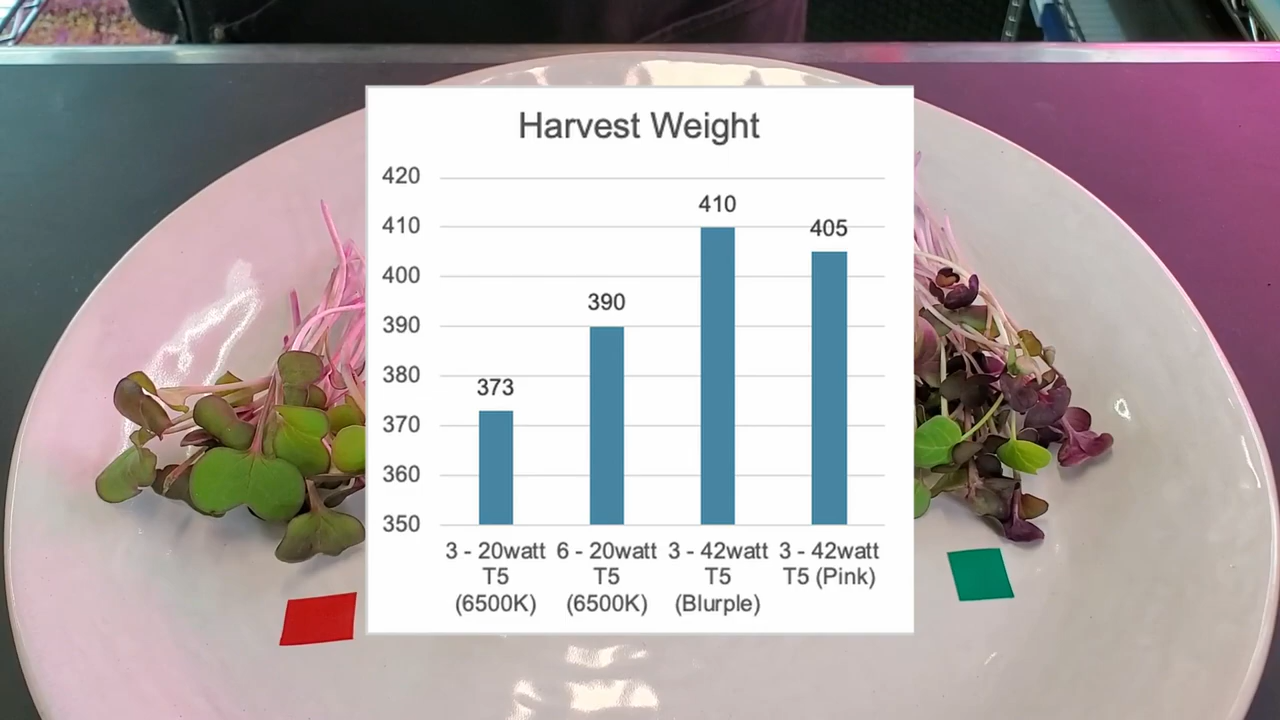 Harvest Weight
420
410
400
390
380
370
360
350
373
390
410
405
3 - 20watt
T5
(6500K)
6 - 20watt
T5
(6500K)
3 - 42watt
T5
(Blurple)
3 - 42watt
T5 (Pink)